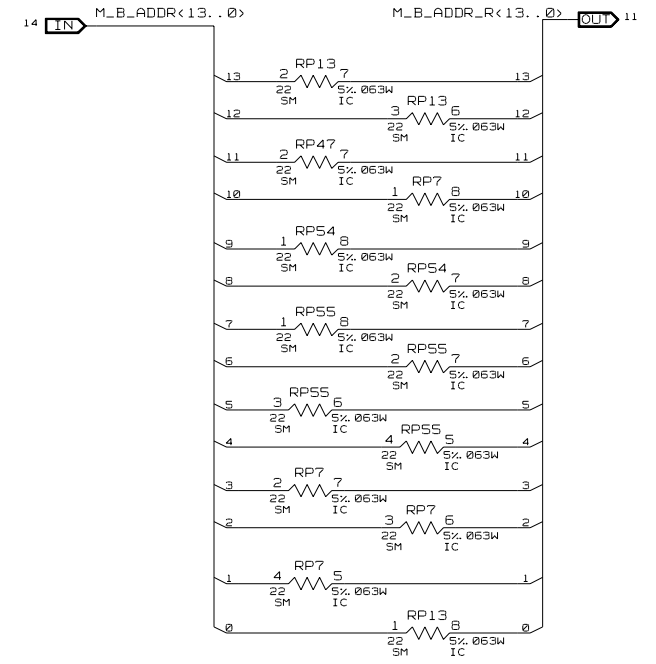 M_B_ADDR<13..0> M_B_ADDR_R<13..0>
14 IN OUT 11
RP13
13 2 7 13
22 5% .063W
SM IC
RP13
12 3 6 12
22 5% .063W
SM IC
RP47
11 2 7 11
22 5% .063W
SM IC
RP7
10 1 8 10
22 5% .063W
SM IC
RP54
9 1 8 9
22 5% .063W
SM IC
RP54
8 2 7 8
22 5% .063W
SM IC
RP55
7 1 8 7
22 5% .063W
SM IC
RP55
6 2 7 6
22 5% .063W
SM IC
RP55
5 3 6 5
22 5% .063W
SM IC
RP55
4 4 5 4
22 5% .063W
SM IC
RP7
3 2 7 3
22 5% .063W
SM IC
RP7
2 3 6 2
22 5% .063W
SM IC
RP7
1 4 5 1
22 5% .063W
SM IC
RP13
0 1 8 0
22 5% .063W
SM IC